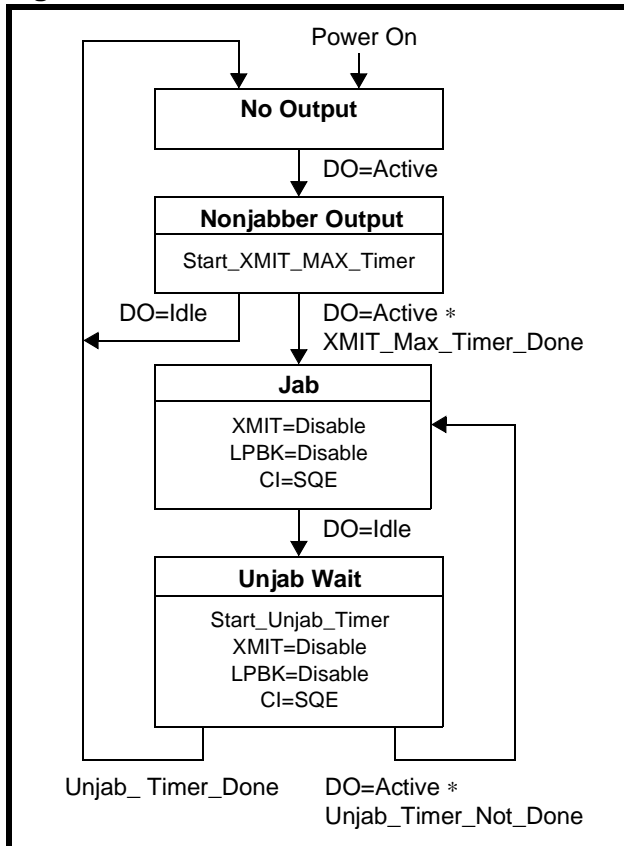 Power On
No Output
DO=Active
Nonjabber Output
Start_XMIT_MAX_Timer
DO=Idle
DO=Active *
XMIT_Max_Timer_Done
Jab
XMIT=Disable
LPBK=Disable
CI=SQE
DO=Idle
Unjab Wait
Start_Unjab_Timer
XMIT=Disable
LPBK=Disable
CI=SQE
Unjab_ Timer_Done
DO=Active *
Unjab_Timer_Not_Done